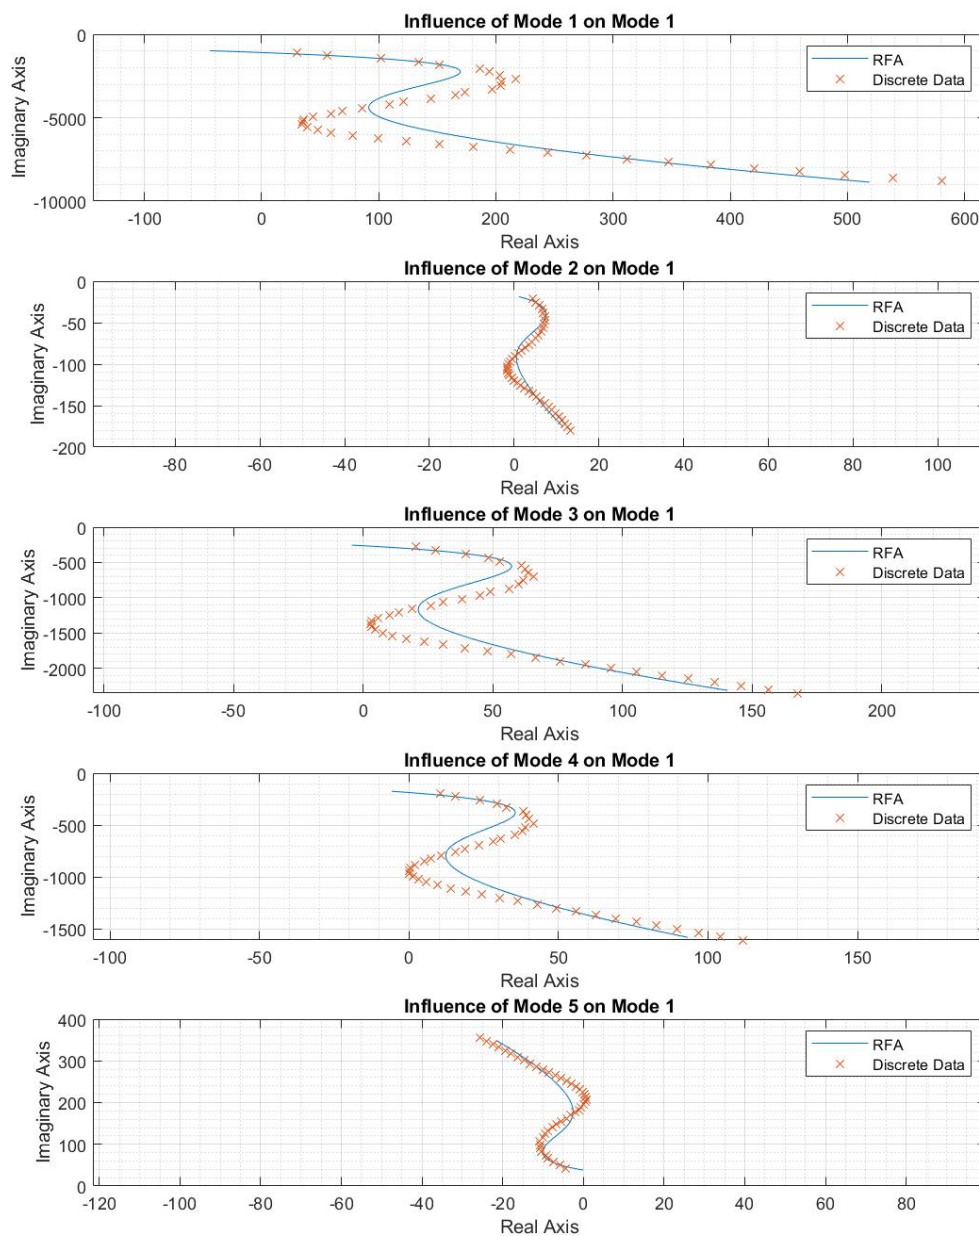 Influence of Mode 1 on Mode 1
0
-5000
-10000
Imaginary Axis
RFA
Discrete Data
-100 0 100 200 300 400 500 600
Real Axis
Influence of Mode 2 on Mode 1
0
-50
-100
-150
-200
Imaginary Axis
RFA
Discrete Data
-80 -60 -40 -20 0 20 40 60 80 100
Real Axis
Influence of Mode 3 on Mode 1
0
-500
-1000
-1500
-2000
Imaginary Axis
RFA
Discrete Data
-100 -50 0 50 100 150 200
Real Axis
Influence of Mode 4 on Mode 1
0
-500
-1000
-1500
Imaginary Axis
RFA
Discrete Data
-100 -50 0 50 100 150
Real Axis
Influence of Mode 5 on Mode 1
400
300
200
100
0
Imaginary Axis
RFA
Discrete Data
-120 -100 -80 -60 -40 -20 0 20 40 60 80
Real Axis